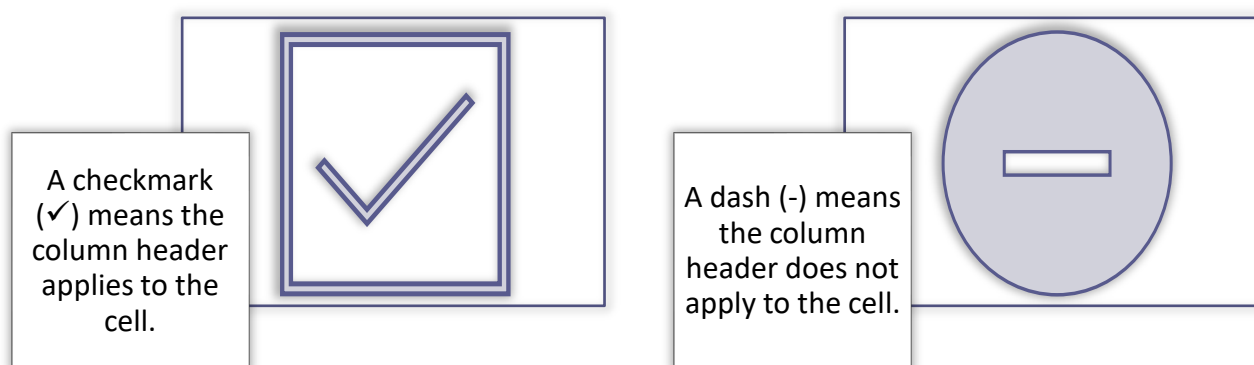 A checkmark
(✓) means the
column header
applies to the
cell.
A dash (-) means
the column
header does not
apply to the cell.